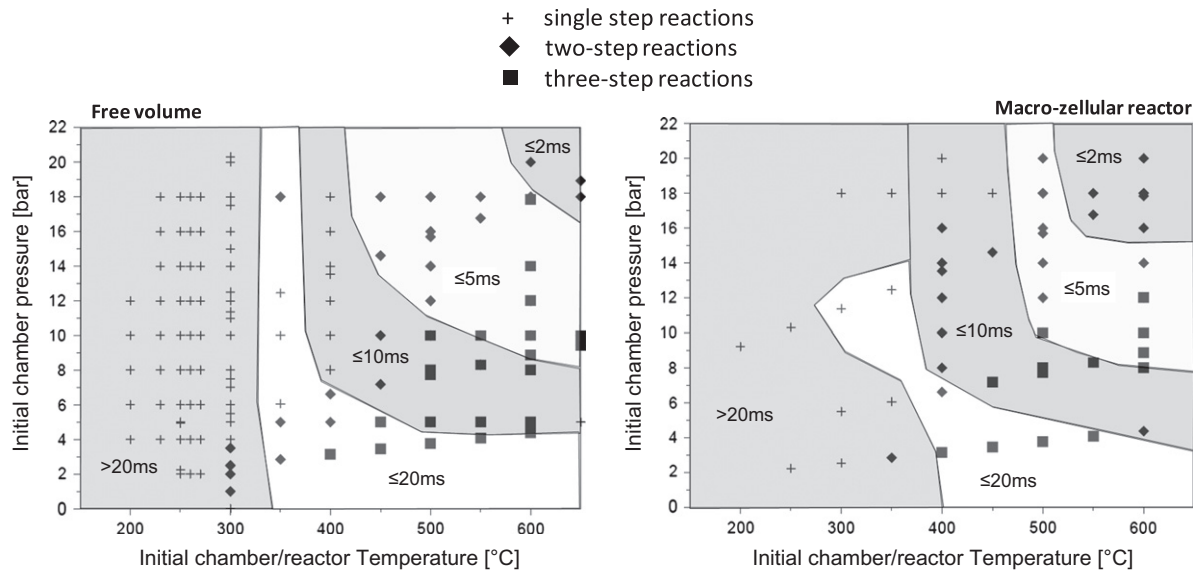 single step reactions
two-step reactions
three-step reactions
Free volume
Macro-zellular reactor
22
20
18
16
14
12
10
8
6
4
2
0
Initial chamber pressure [bar]
≤2ms
≤5ms
≤10ms
>20ms
≤20ms
200 300 400 500 600
Initial chamber/reactor Temperature [°C]
22
20
18
16
14
12
10
8
6
4
2
0
Initial chamber pressure [bar]
≤2ms
≤5ms
≤10ms
>20ms
≤20ms
200 300 400 500 600
Initial chamber/reactor Temperature [°C]